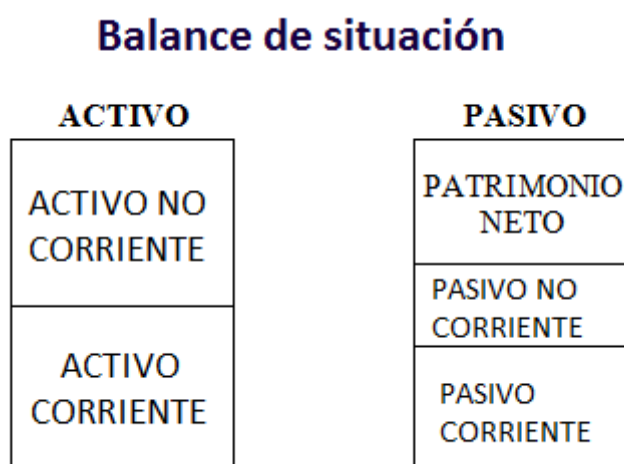 Balance de situación
ACTIVO
ACTIVO NO
CORRIENTE
ACTIVO
CORRIENTE
PASIVO
PATRIMONIO
NETO
PASIVO NO
CORRIENTE
PASIVO
CORRIENTE